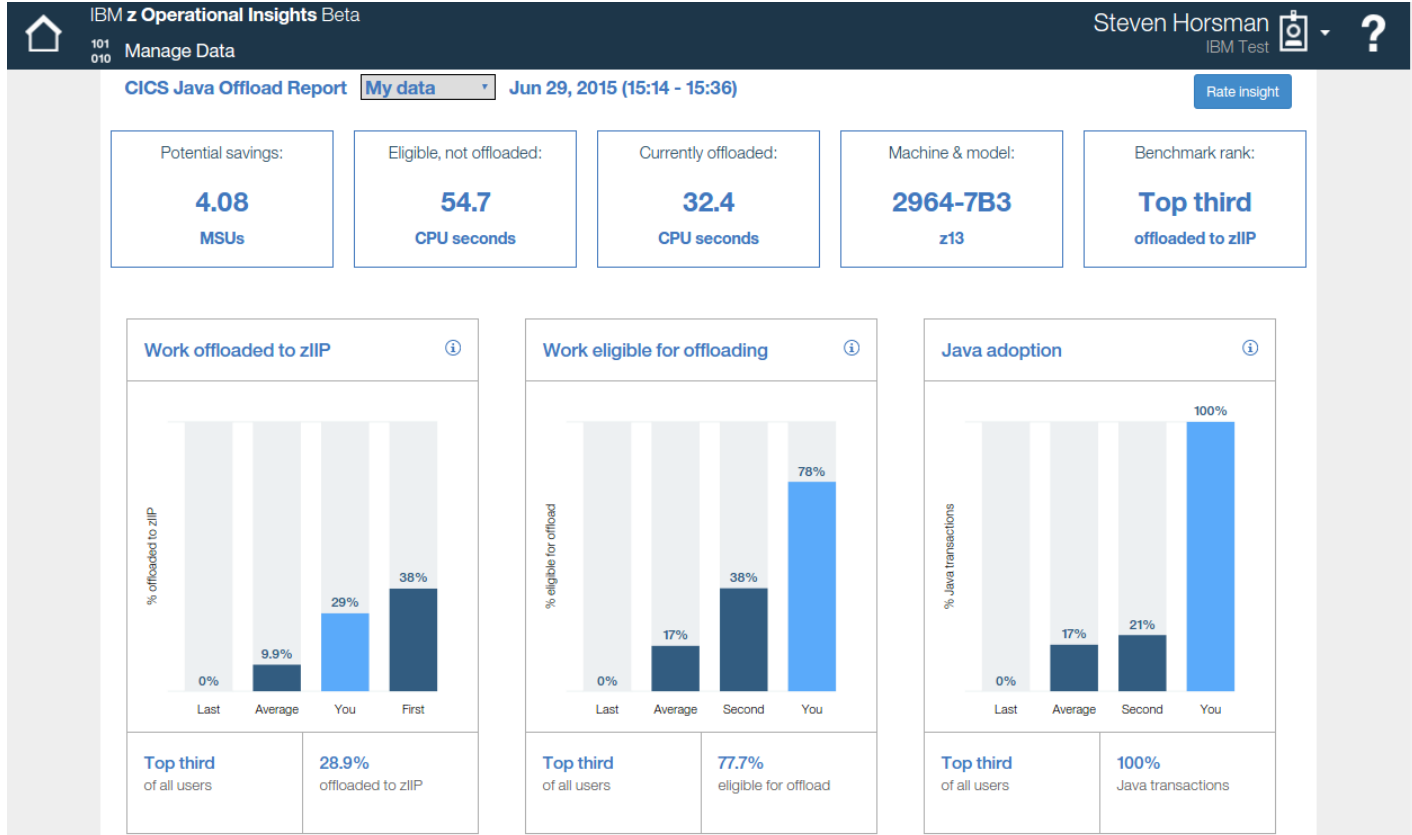 IBM z Operational Insights Beta
101
010
Manage Data
Steven Horsman
IBM Test
?
CICS Java Offload Report My data Jun 29, 2015 (15:14 - 15:36)
Rate insight
Potential savings:
4.08
MSUs
Eligible, not offloaded:
54.7
CPU seconds
Currently offloaded:
32.4
CPU seconds
Machine & model:
2964-7B3
z13
Benchmark rank:
Top third
offloaded to zIIP
Work offloaded to zIIP
% offloaded to zIIP
0%
9.9%
29%
38%
Last Average You First
Top third
of all users
28.9%
offloaded to zIIP
Work eligible for offloading
% eligible for offload
0%
17%
38%
78%
Last Average Second You
Top third
of all users
77.7%
eligible for offload
Java adoption
% Java transactions
0%
17%
21%
100%
Last Average Second You
Top third
of all users
100%
Java transactions